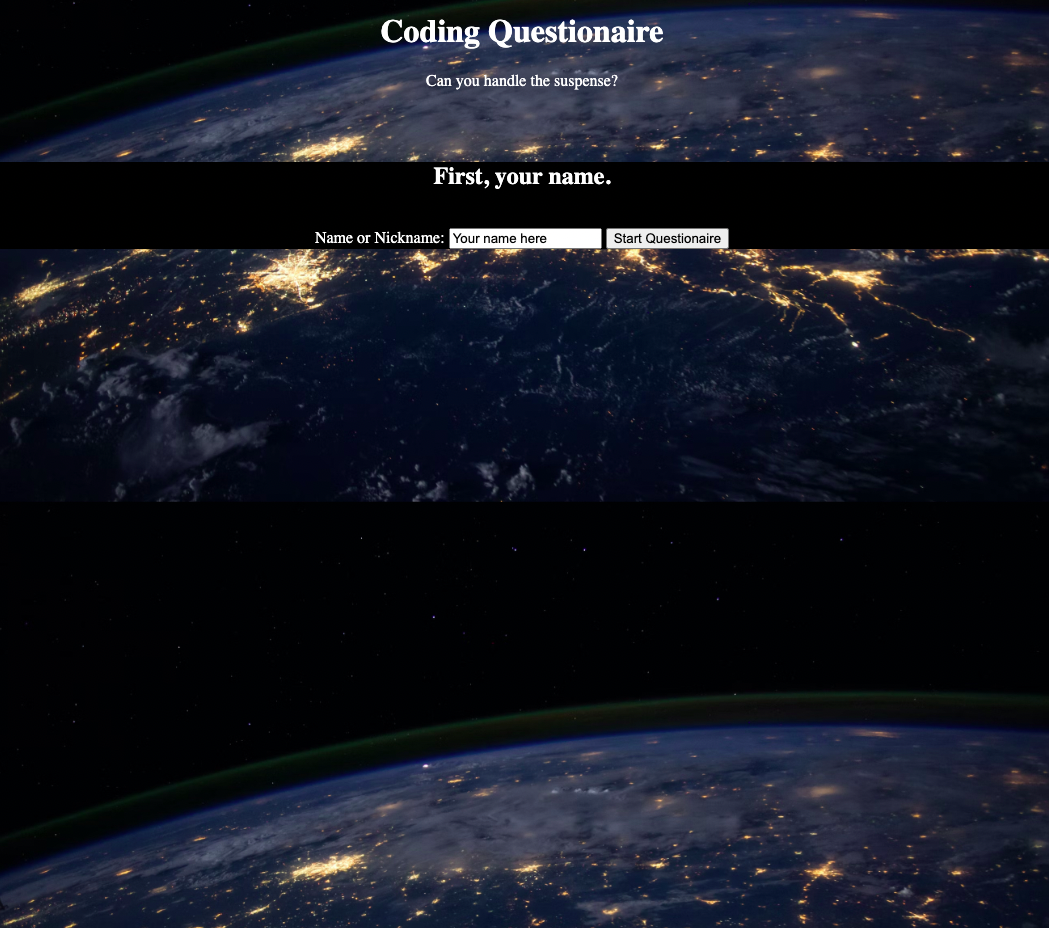 Coding Questionaire
Can you handle the suspense?
First, your name.
Name or Nickname: Your name here Start Questionaire